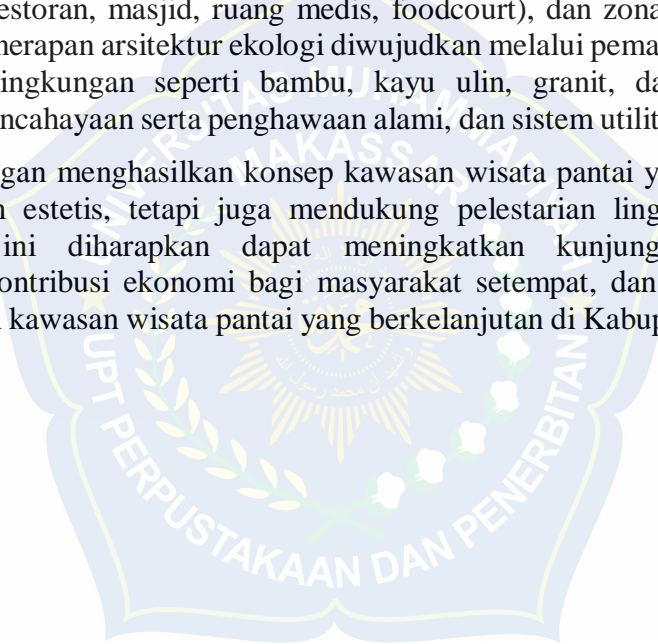 estoran, masjid, ruang medis, foodcourt), dan zona
nerapan arsitektur ekologi diwujudkan melalui pema
ingkungan seperti bambu, kayu ulin, granit, da
ncahayaan serta penghawaan alami, dan sistem utilit
gan menghasilkan konsep kawasan wisata pantai y
n estetis, tetapi juga mendukung pelestarian ling
ini diharapkan dapat meningkatkan kunjung
ontribusi ekonomi bagi masyarakat setempat, dan
kawasan wisata pantai yang berkelanjutan di Kabup
UNIVERSITAS MUHAMMADIYAH
MAKASSAR
UPT PERPUSTAKAAN DAN PENERBITAN